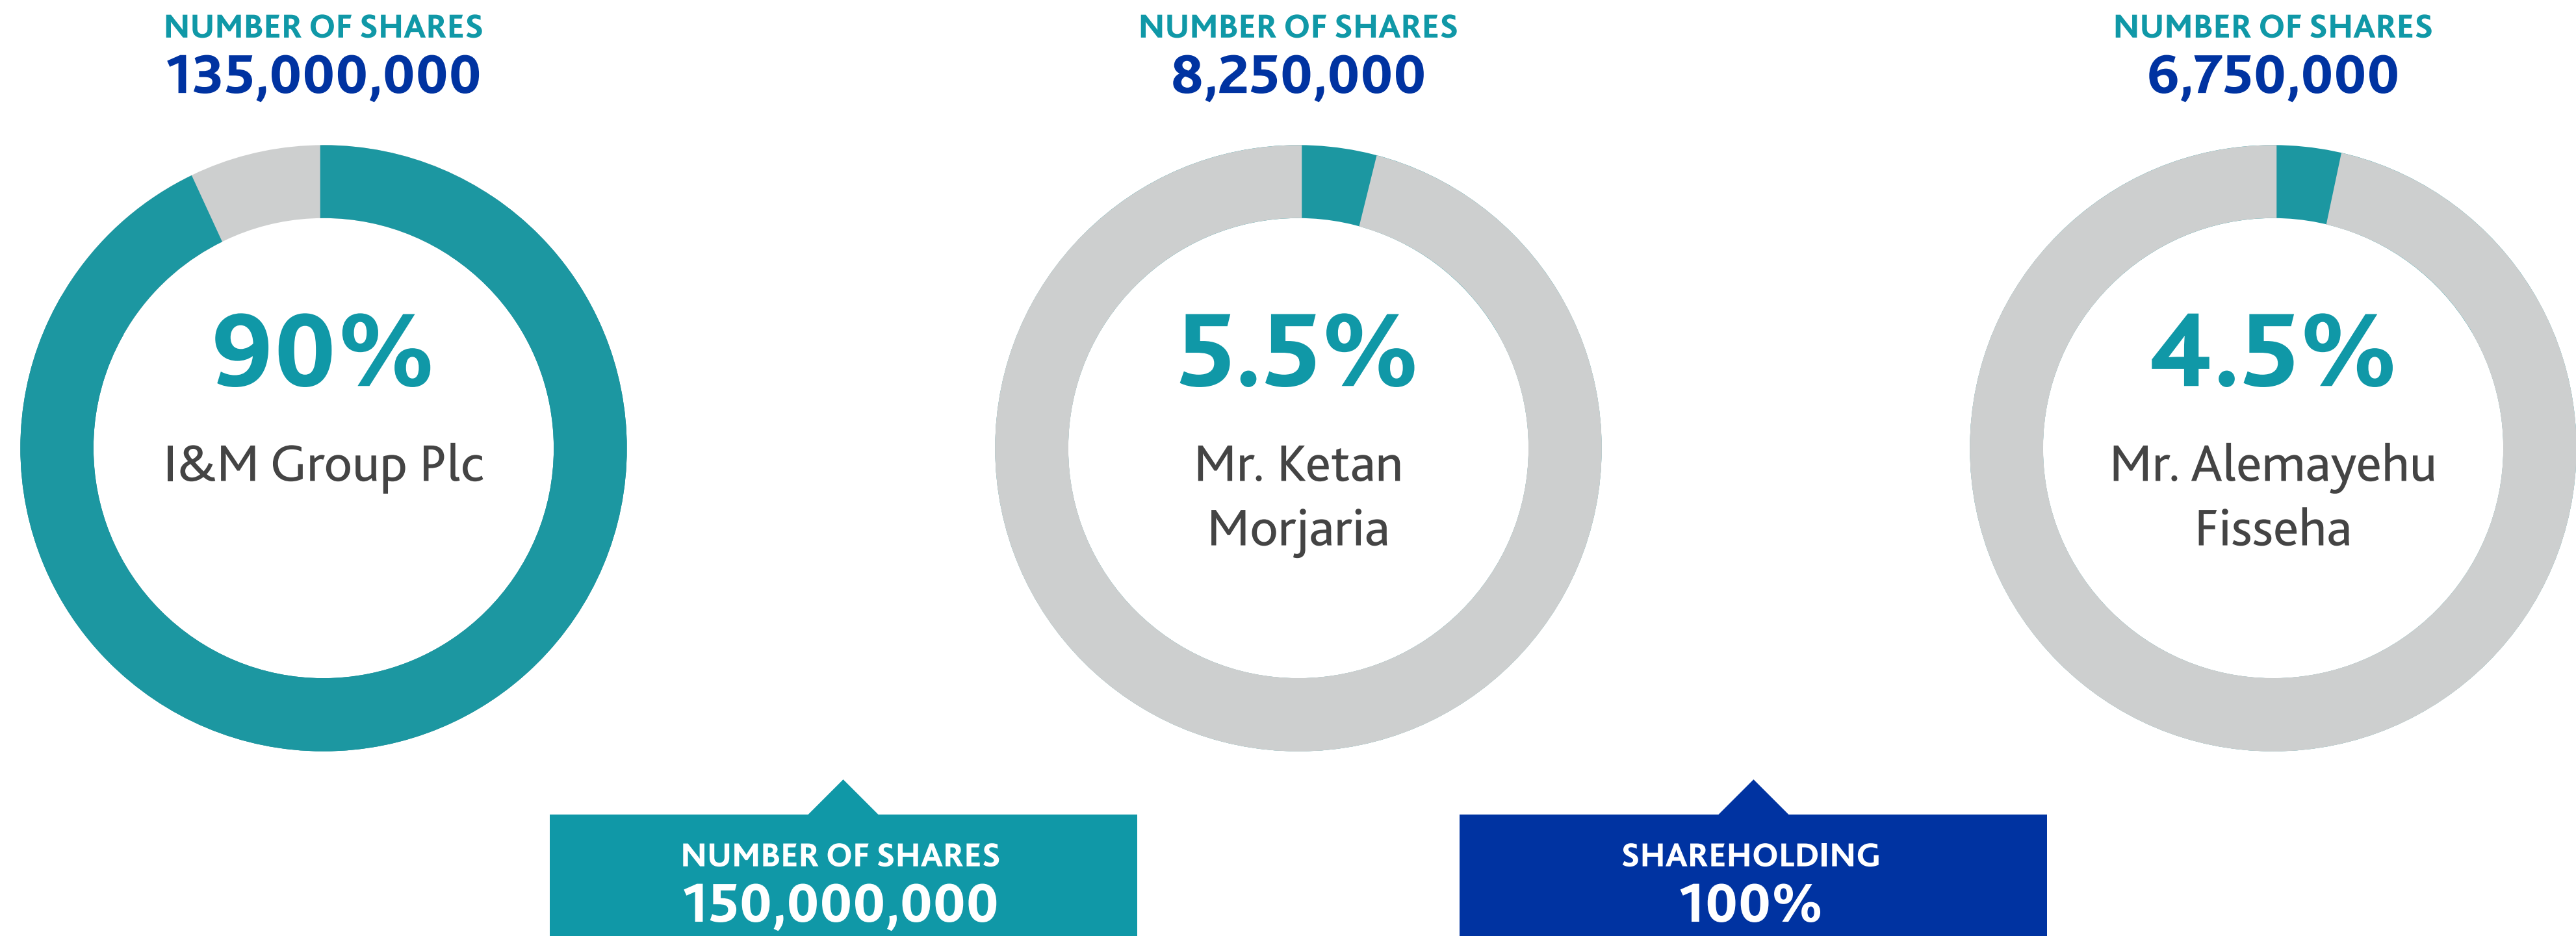 NUMBER OF SHARES
135,000,000
90%
I&M Group Plc
NUMBER OF SHARES
8,250,000
5.5%
Mr. Ketan
Morjaria
NUMBER OF SHARES
6,750,000
4.5%
Mr. Alemayehu
Fisseha
NUMBER OF SHARES
150,000,000
SHAREHOLDING
100%